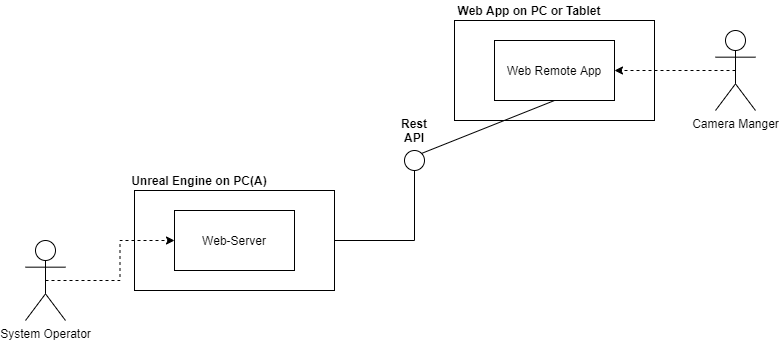 Web App on PC or Tablet
Web Remote App
Camera Manger
Rest
API
Unreal Engine on PC(A)
Web-Server
System Operator